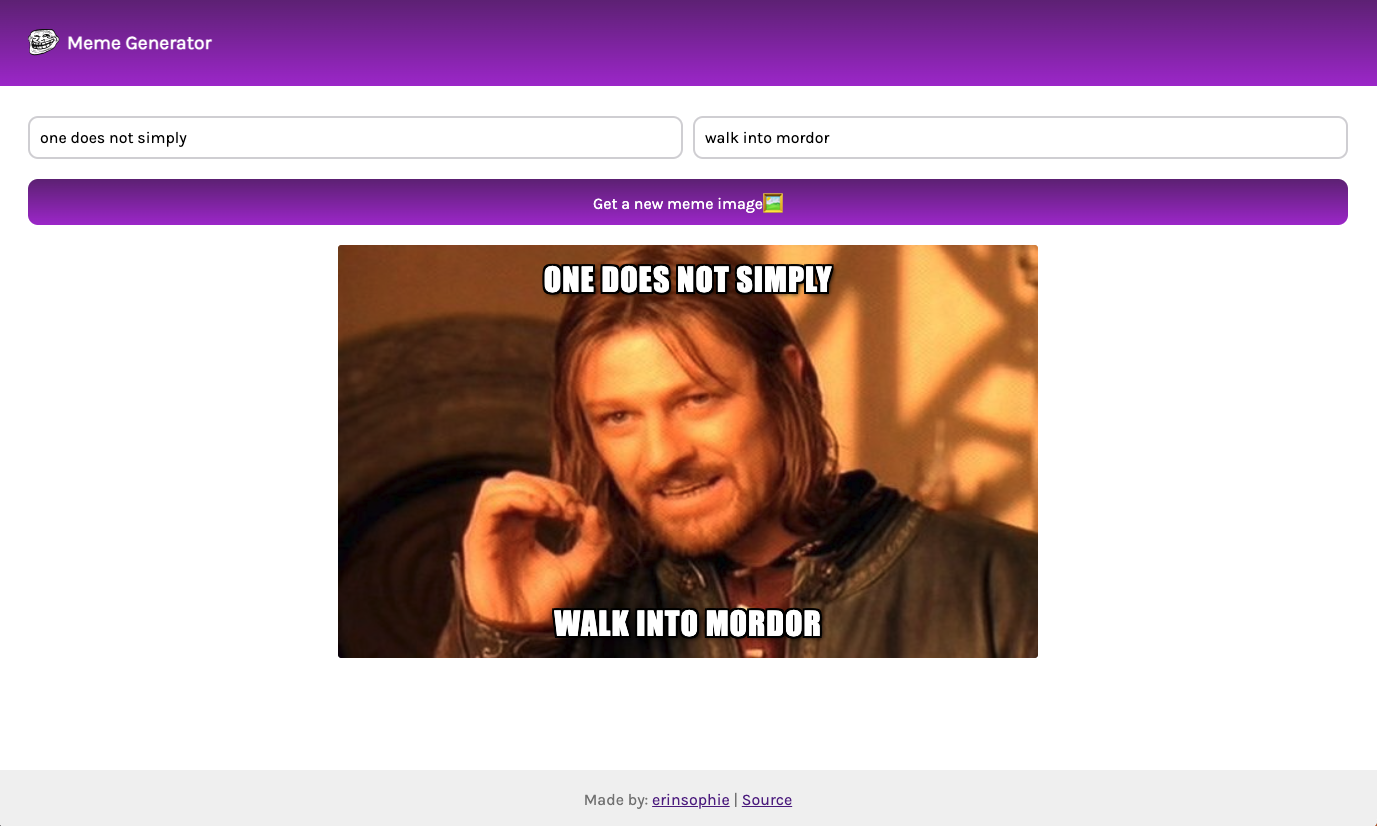 Meme Generator
one does not simply
walk into mordor
Get a new meme image🖼️
ONE DOES NOT SIMPLY
WALK INTO MORDOR
Made by: erinsophie | Source